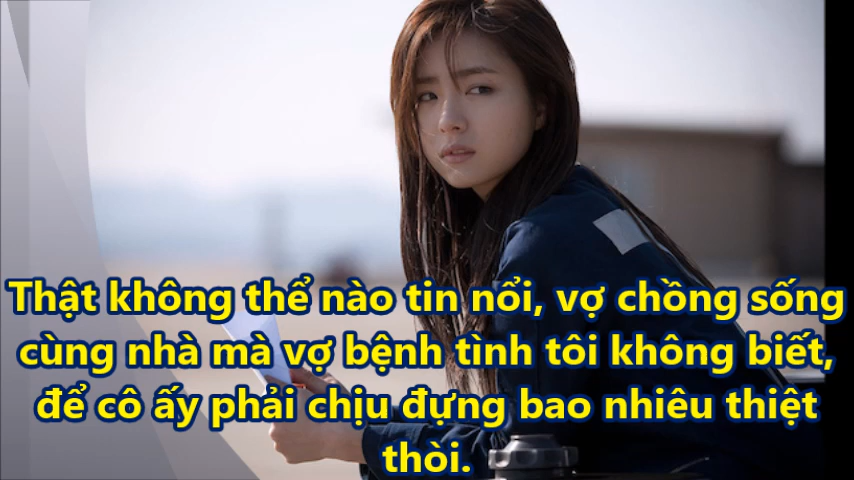 Thật không thể nào tin nổi, vợ chồng sống
cùng nhà mà vợ bệnh tình tôi không biết,
để cô ấy phải chịu đựng bao nhiêu thiệt
thòi.